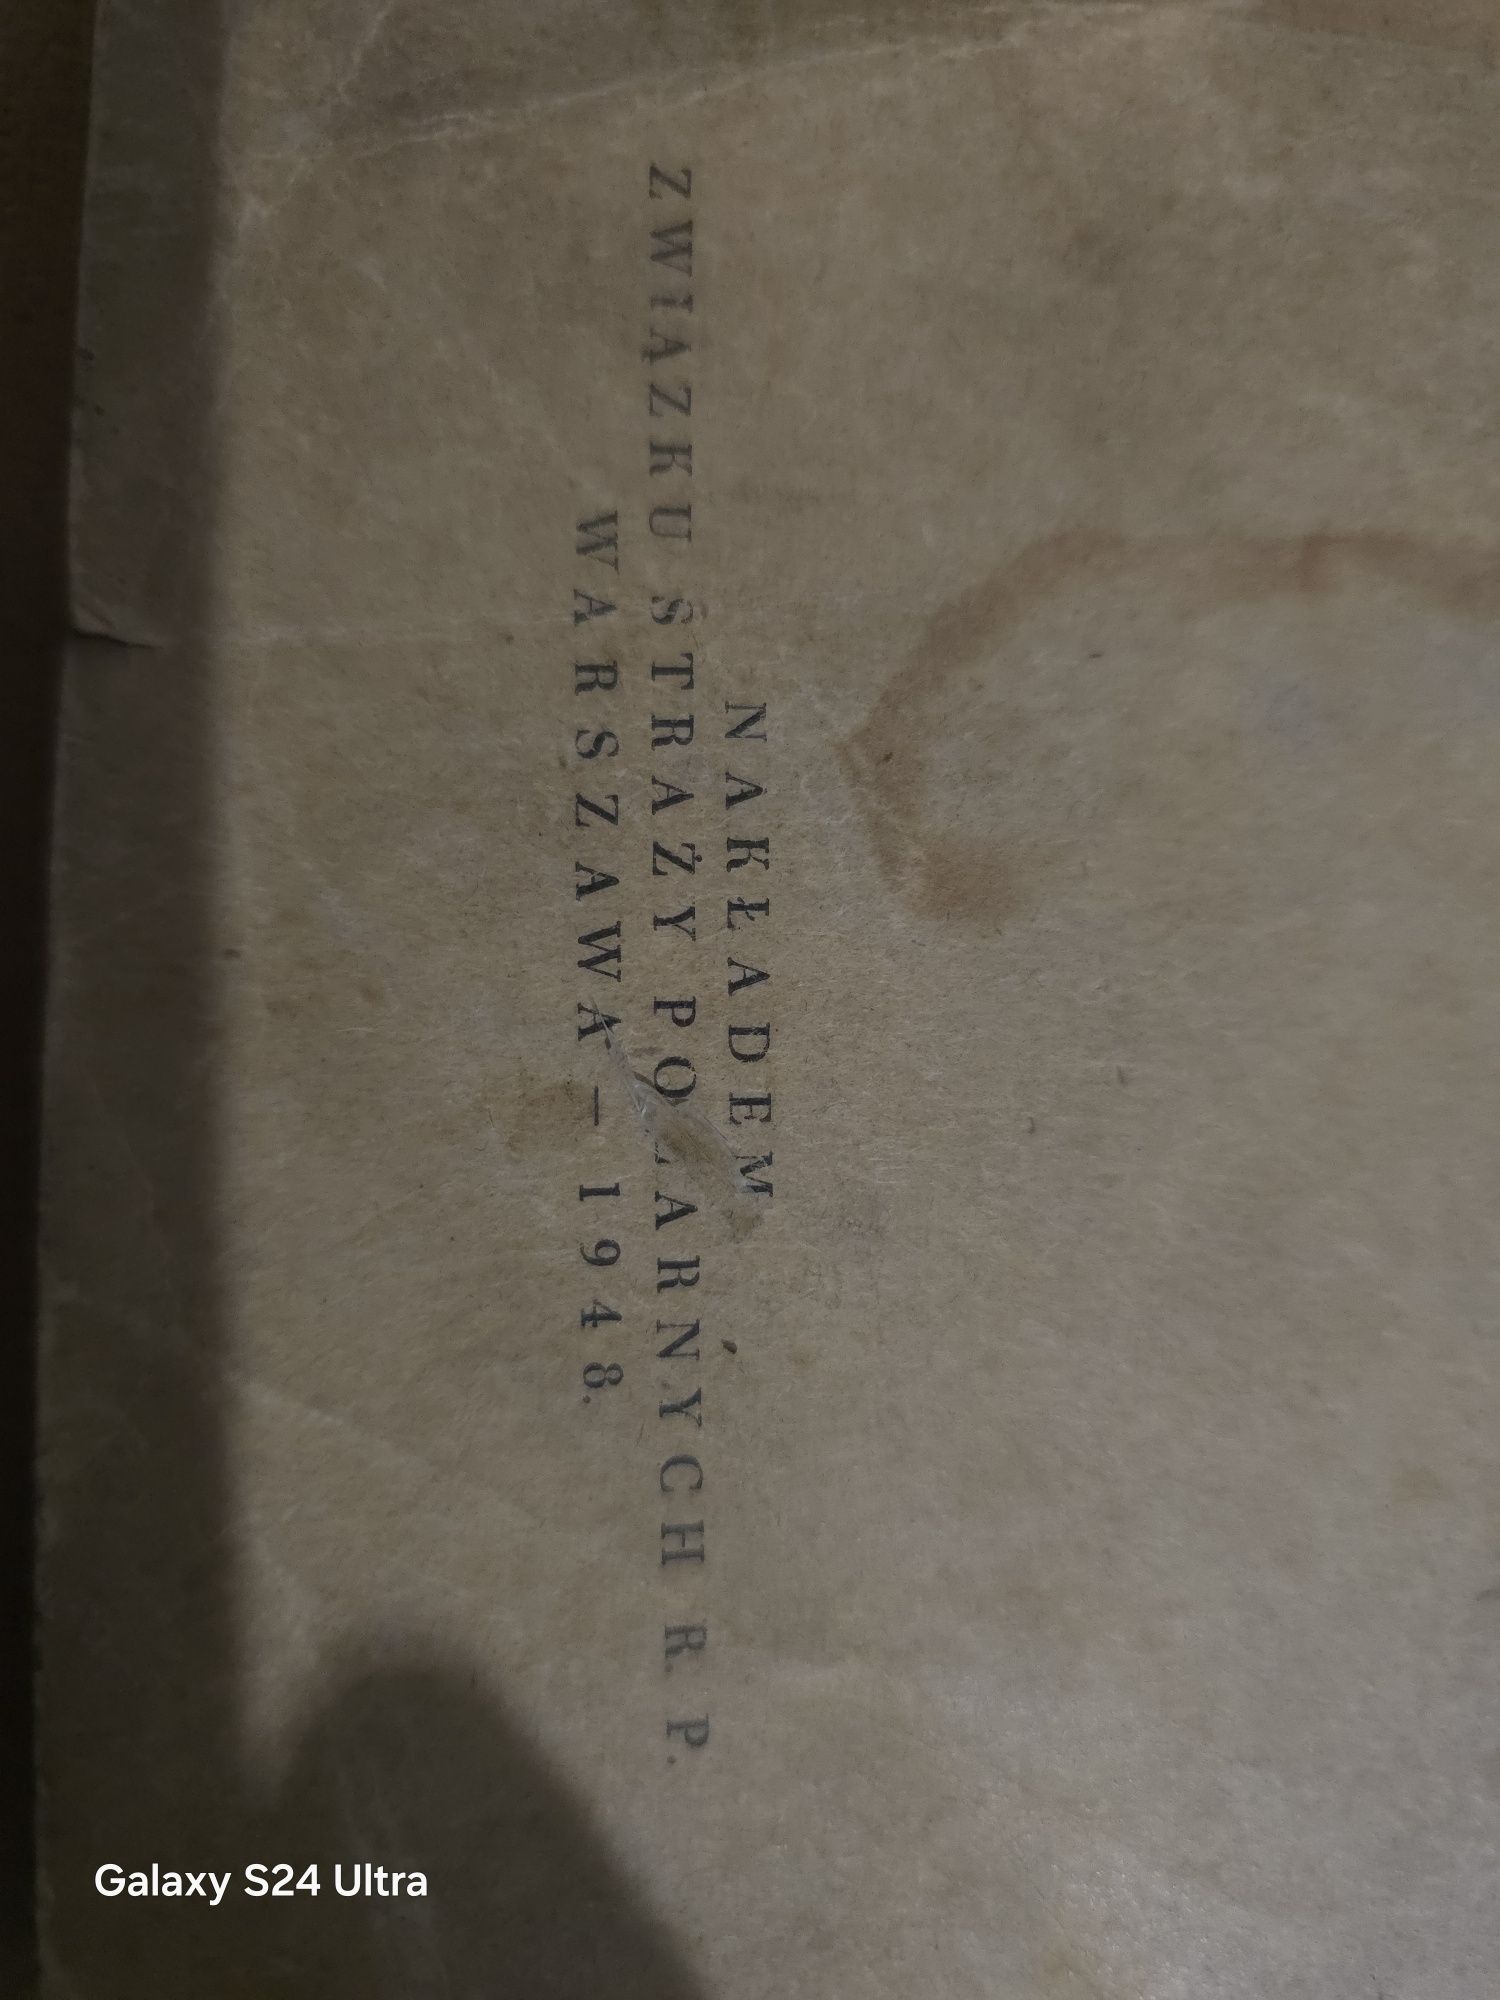 NAKŁADEM
ZWIĄZKU STRAŻY POŻARNYCH R. P.
WARSZAWA — 1948.
Galaxy S24 Ultra